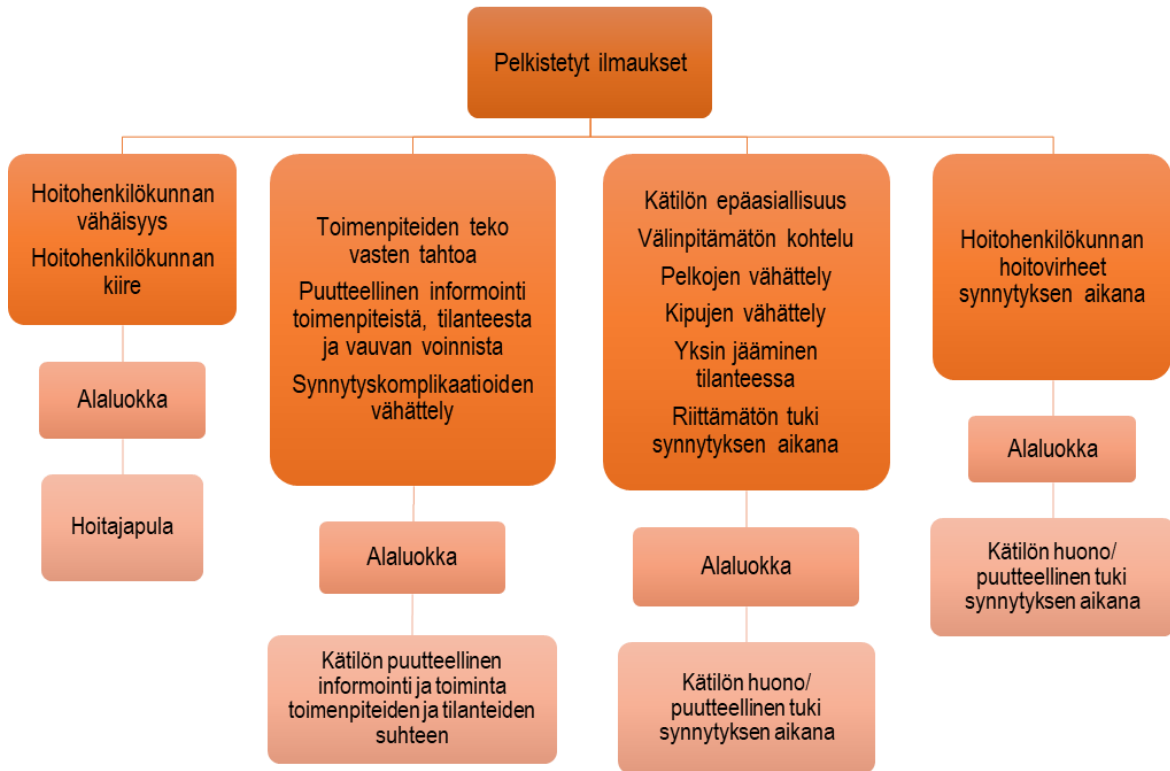 Pelkistetyt ilmaukset
Hoitohenkilökunnan
vähäisyys
Hoitohenkilökunnan
kiire
Alaluokka
Hoitajapula
Toimenpiteiden teko
vasten tahtoa
Puutteellinen informointi
toimenpiteistä, tilanteesta
ja vauvan voinnista
Synnytyskomplikaatioiden
vähättely
Alaluokka
Kätilön puutteellinen
informointi ja toiminta
toimenpiteiden ja tilanteiden
suhteen
Kätilön epäasiallisuus
Välinpitämätön kohtelu
Pelkojen vähättely
Kipujen vähättely
Yksin jääminen
tilanteessa
Riittämätön tuki
synnytyksen aikana
Alaluokka
Kätilön huono/
puutteellinen tuki
synnytyksen aikana
Hoitohenkilökunnan
hoitovirheet
synnytyksen aikana
Alaluokka
Kätilön huono/
puutteellinen tuki
synnytyksen aikana